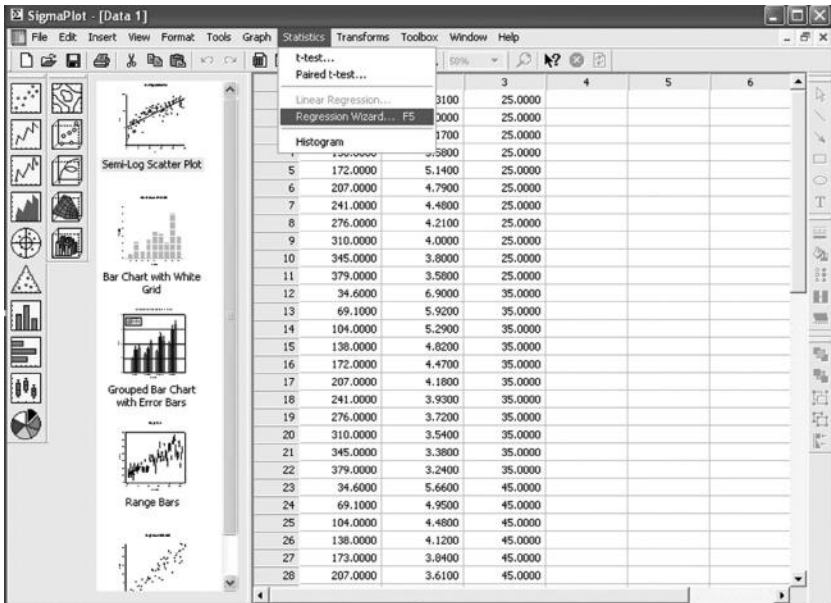 SigmaPlot - [Data 1]
File Edit Insert View Format Tools Graph Statistics Transforms Toolbox Window Help
50%
t-test...
Paired t-test...
Linear Regression...
Regression Wizard... F5
Histogram
Semi-Log Scatter Plot
Bar Chart with White
Grid
Grouped Bar Chart
with Error Bars
Range Bars
3 4 5 6
3100 25.0000
0000 25.0000
1700 25.0000
5800 25.0000
5 172.0000 5.1400 25.0000
6 207.0000 4.7900 25.0000
7 241.0000 4.4800 25.0000
8 276.0000 4.2100 25.0000
9 310.0000 4.0000 25.0000
10 345.0000 3.8000 25.0000
11 379.0000 3.5800 25.0000
12 34.6000 6.9000 35.0000
13 69.1000 5.9200 35.0000
14 104.0000 5.2900 35.0000
15 138.0000 4.8200 35.0000
16 172.0000 4.4700 35.0000
17 207.0000 4.1800 35.0000
18 241.0000 3.9300 35.0000
19 276.0000 3.7200 35.0000
20 310.0000 3.5400 35.0000
21 345.0000 3.3800 35.0000
22 379.0000 3.2400 35.0000
23 34.6000 5.6600 45.0000
24 69.1000 4.9500 45.0000
25 104.0000 4.4800 45.0000
26 138.0000 4.1200 45.0000
27 173.0000 3.8400 45.0000
28 207.0000 3.6100 45.0000